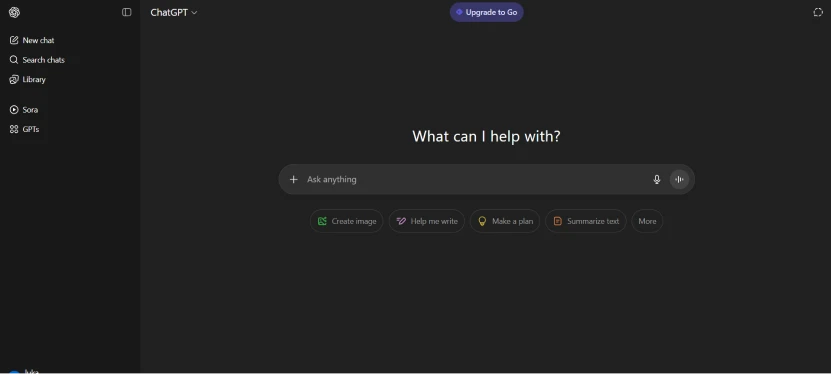 ChatGPT
Upgrade to Go
New chat
Search chats
Library
Sora
GPTs
What can I help with?
Ask anything
Create image
Help me write
Make a plan
Summarize text
More